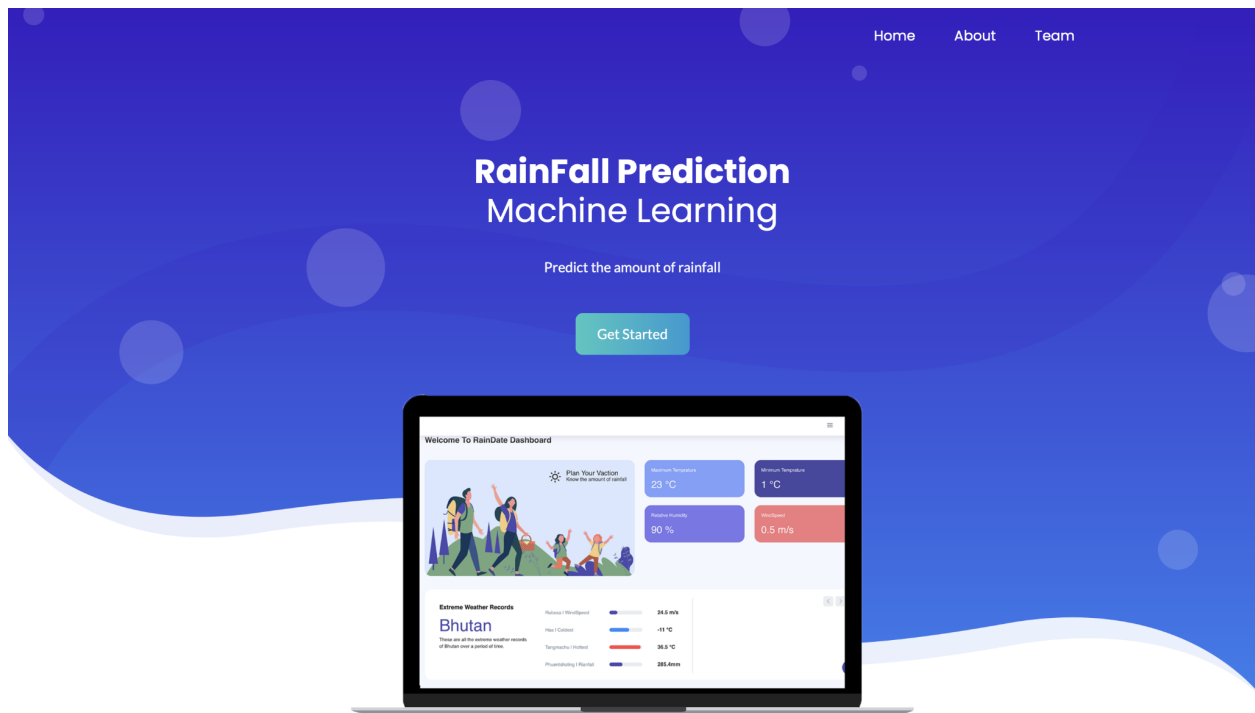 Home About Team
RainFall Prediction
Machine Learning
Predict the amount of rainfall
Get Started
Welcome To RainDate Dashboard
Plan Your Vaction
Know the amount of rainfall
Maximum Temprature
23 °C
Minimum Temprature
1 °C
Relative Humidity
90 %
WindSpeed
0.5 m/s
Extreme Weather Records
Bhutan
These are all the extreme weather records
of Bhutan over a period of time.
WindSpeed
24.5 m/s
Haa I Coldest
-11 °C
Tangmachu I Hottest
36.5 °C
Phuentsholing I
285.4mm